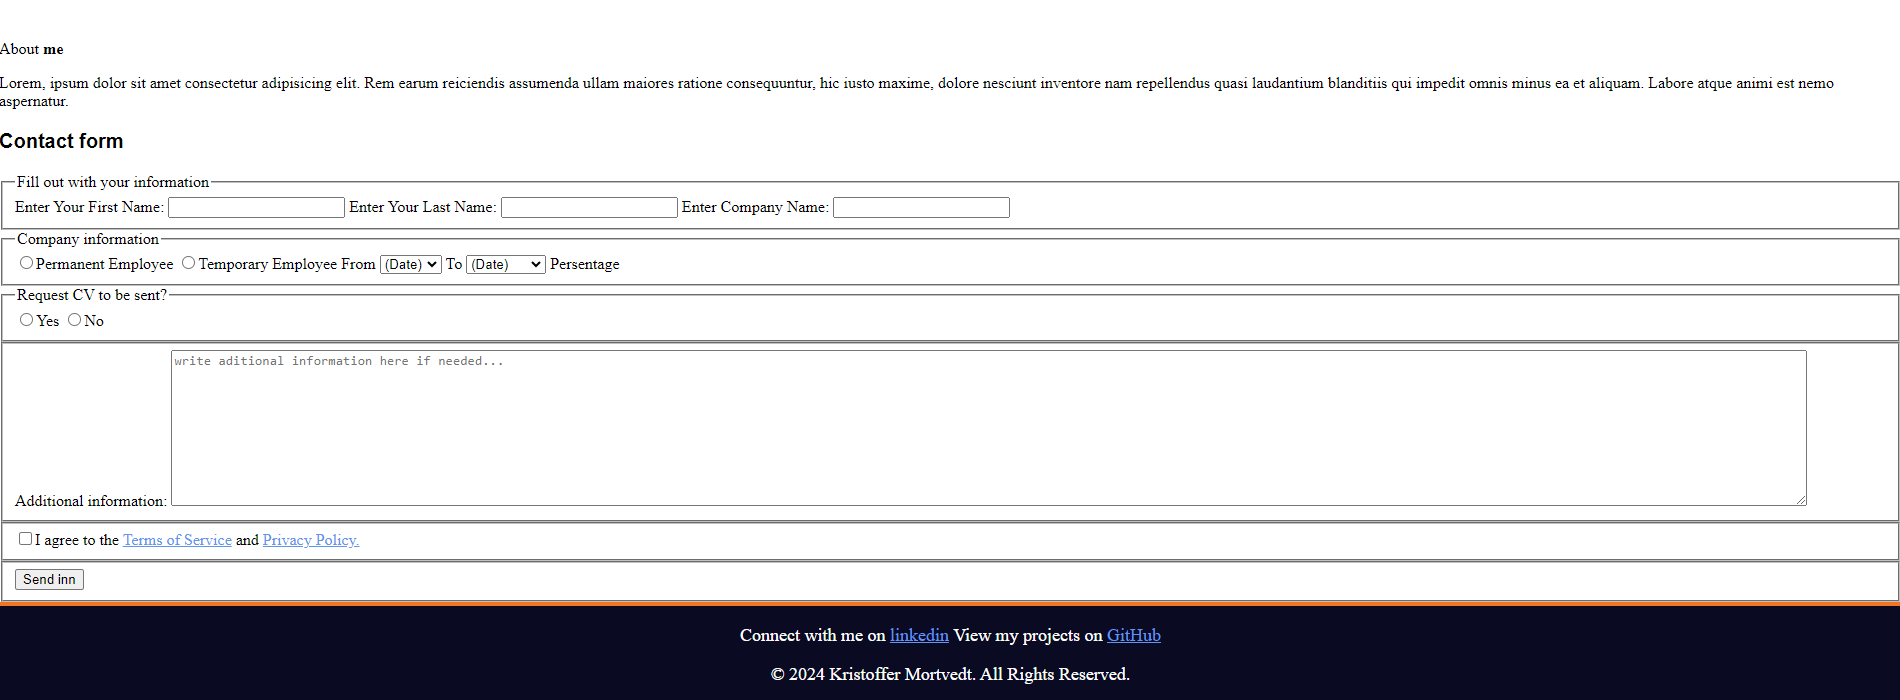 About me
Lorem, ipsum dolor sit amet consectetur adipisicing elit. Rem earum reiciendis assumenda ullam maiores ratione consequuntur, hic iusto maxime, dolore nesciunt inventore nam repellendus quasi laudantium blanditiis qui impedit omnis minus ea et aliquam. Labore atque animi est nemo
aspernatur.
Contact form
Fill out with your information
Enter Your First Name: Enter Your Last Name: Enter Company Name:
Company information
Permanent Employee Temporary Employee From (Date) To (Date) Persentage
Request CV to be sent?
Yes No
write aditional information here if needed...
Additional information:
I agree to the Terms of Service and Privacy Policy.
Send inn
Connect with me on linkedin View my projects on GitHub
© 2024 Kristoffer Mortvedt. All Rights Reserved.